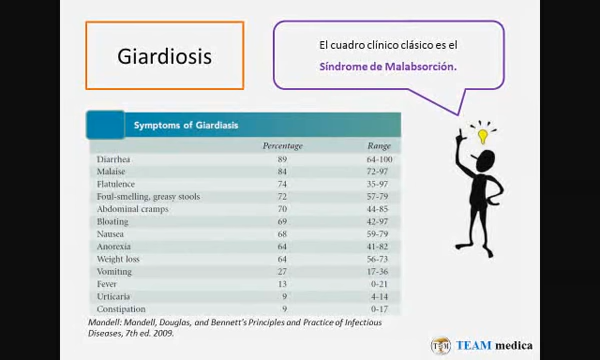 Giardiosis
El cuadro clínico clásico es el
Síndrome de Malabsorción.
Symptoms of Giardiasis
Percentage Range
Diarrhea 89 64-100
Malaise 84 72-97
Flatulence 74 35-97
Foul-smelling, greasy stools 72 57-79
Abdominal cramps 70 44-85
Bloating 69 42-97
Nausea 68 59-79
Anorexia 64 41-82
Weight loss 64 56-73
Vomiting 27 17-36
Fever 13 0-21
Urticaria 9 4-14
Constipation 9 0-17
Mandell: Mandell, Douglas, and Bennett's Principles and Practice of Infectious
Diseases, 7th ed. 2009.
TEAM medica